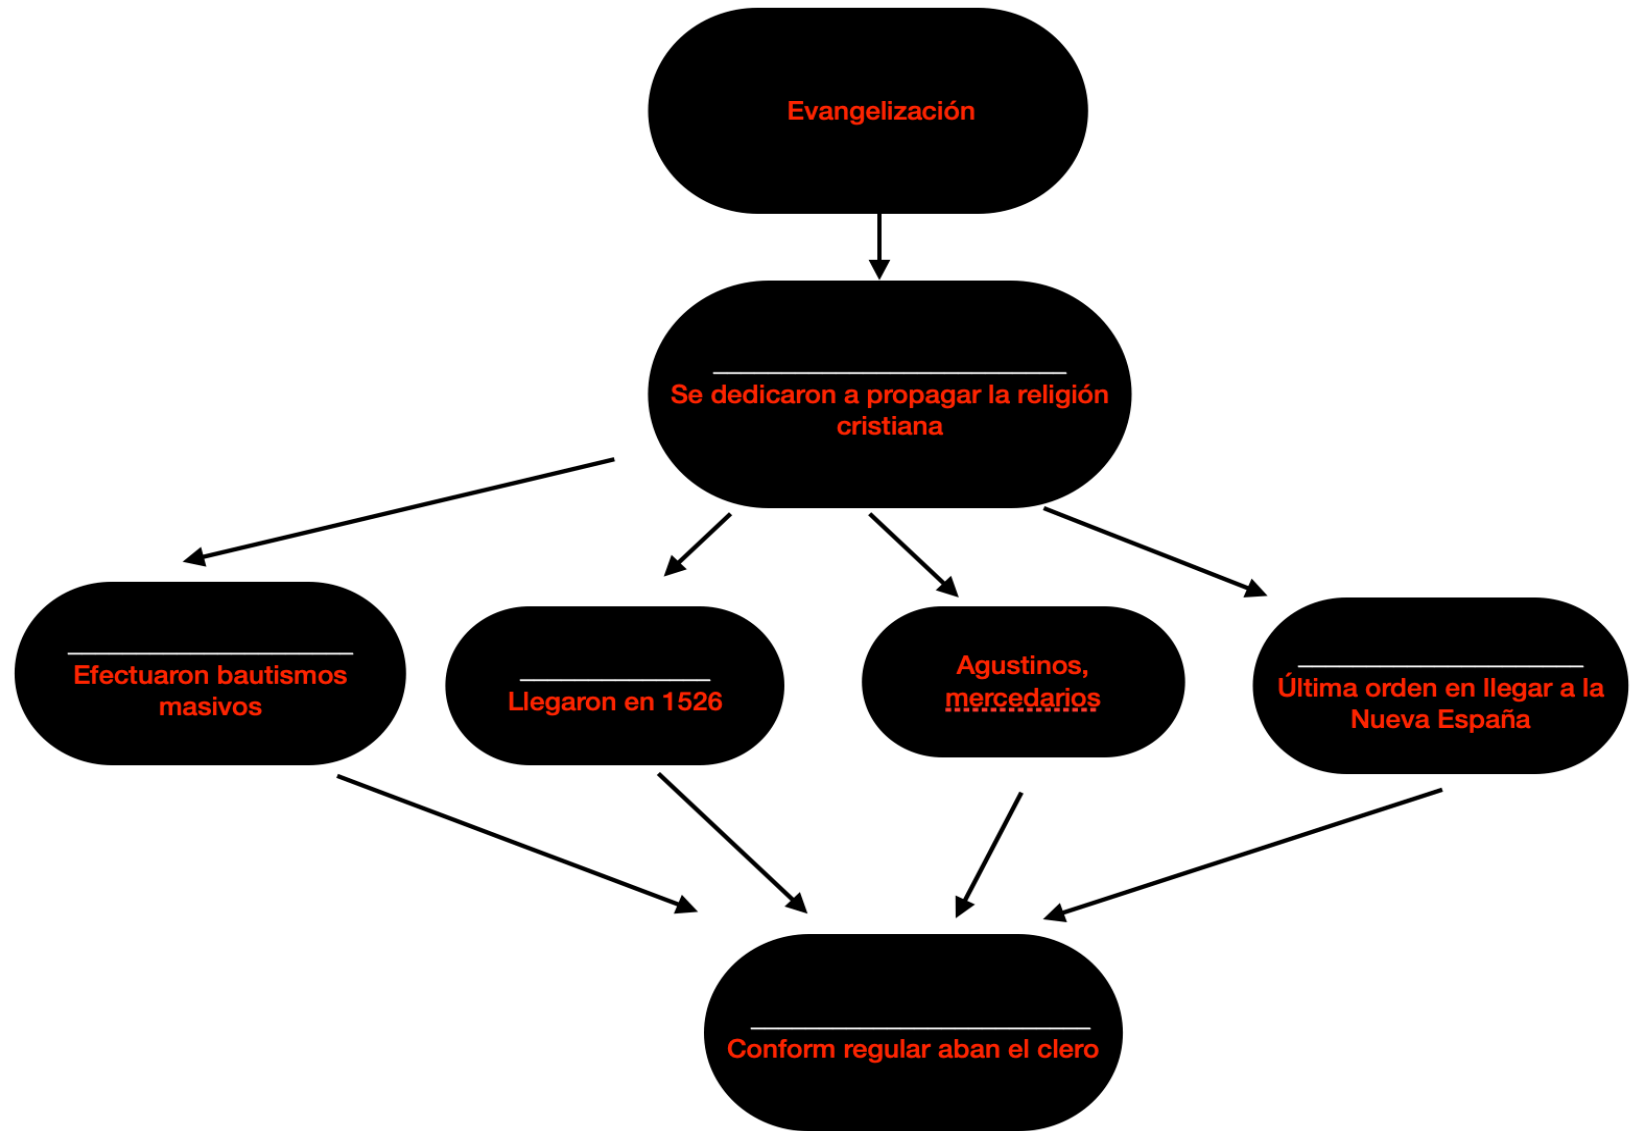 Evangelización
Se dedicaron a propagar la religión
cristiana
Efectuaron bautismos
masivos
Llegaron en 1526
Agustinos,
mercedarios
Última orden en llegar a la
Nueva España
Conform regular aban el clero